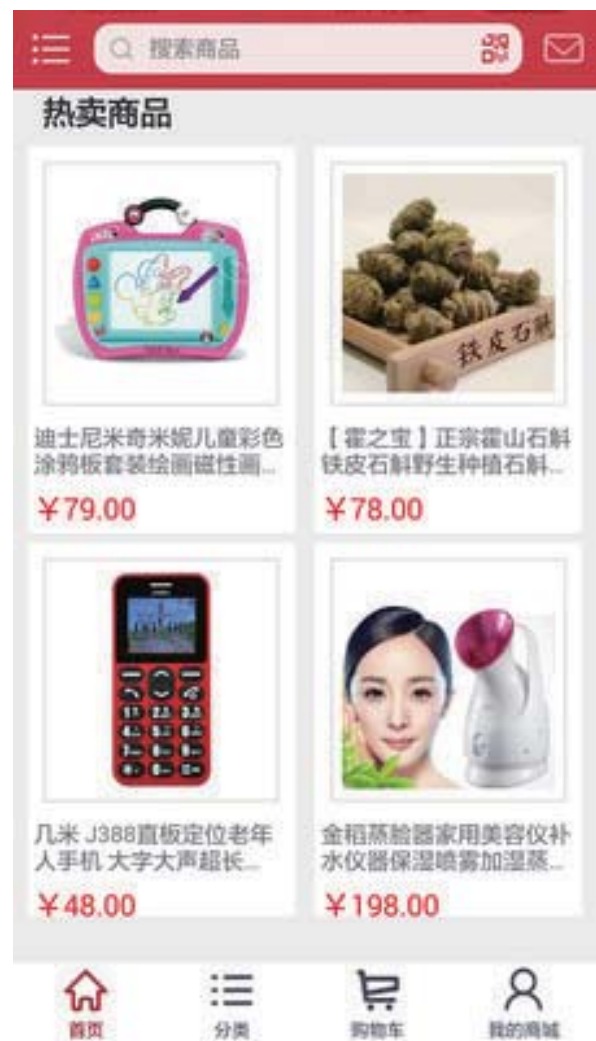 搜索商品
热卖商品
铁皮石斛
迪士尼米奇米妮儿童彩色
涂鸦板套装绘画磁性画...
￥79.00
【霍之宝】正宗霍山石斛
铁皮石斛野生种植石斛...
￥78.00
几米 J388直板定位老年
人手机 大字大声超长...
￥48.00
金稻蒸脸器家用美容仪补
水仪器保湿喷雾加湿蒸...
￥198.00
首页
分类
购物车
我的商城